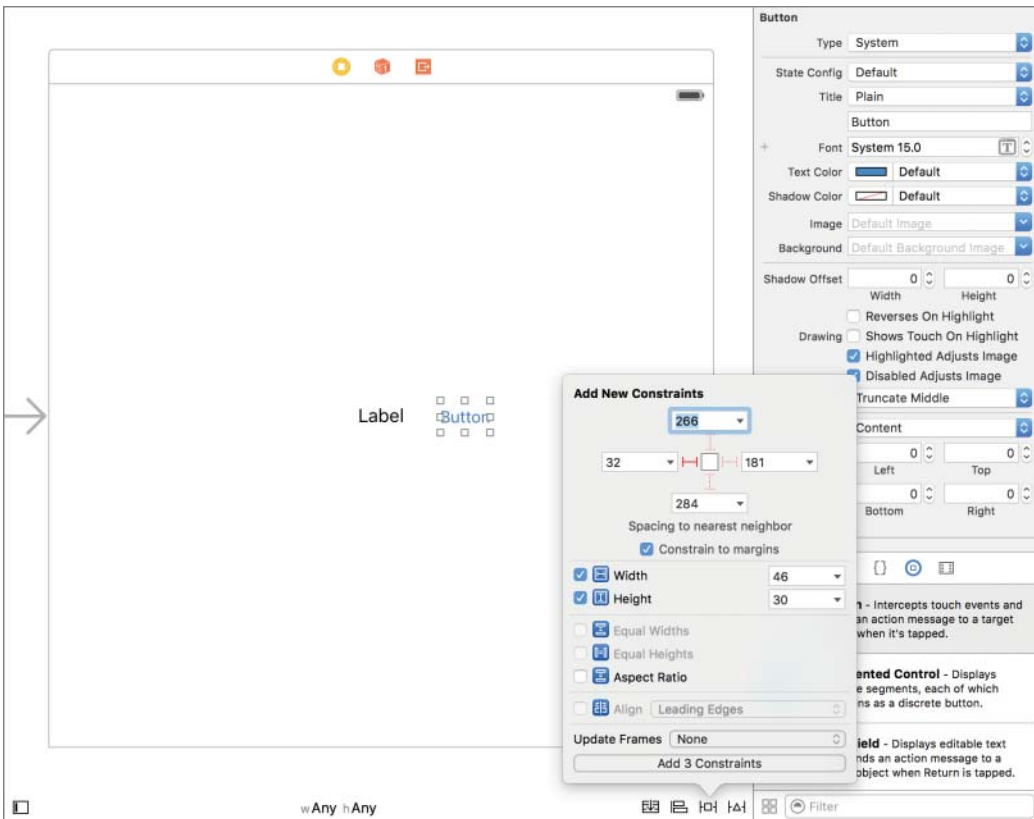 Button
Type System
State Config Default
Title Plain
Button
Font System 15.0 T
Text Color Default
Shadow Color Default
Image Default Image
Background Default Background Image
Shadow Offset 0 0
Width Height
Reverses On Highlight
Drawing Shows Touch On Highlight
Highlighted Adjusts Image
Disabled Adjusts Image
Truncate Middle
Content
0 0
Left Top
0 0
Bottom Right
Label Button
Add New Constraints
266
32 181
284
Spacing to nearest neighbor
Constrain to margins
Width 46
Height 30
Equal Widths
Equal Heights
Aspect Ratio
Align Leading Edges
Update Frames None
Add 3 Constraints
{}
- Intercepts touch events and
an action message to a target
when it's tapped.
ented Control - Displays
e segments, each of which
ns as a discrete button.
ield - Displays editable text
nds an action message to a
object when Return is tapped.
wAny hAny
Filter